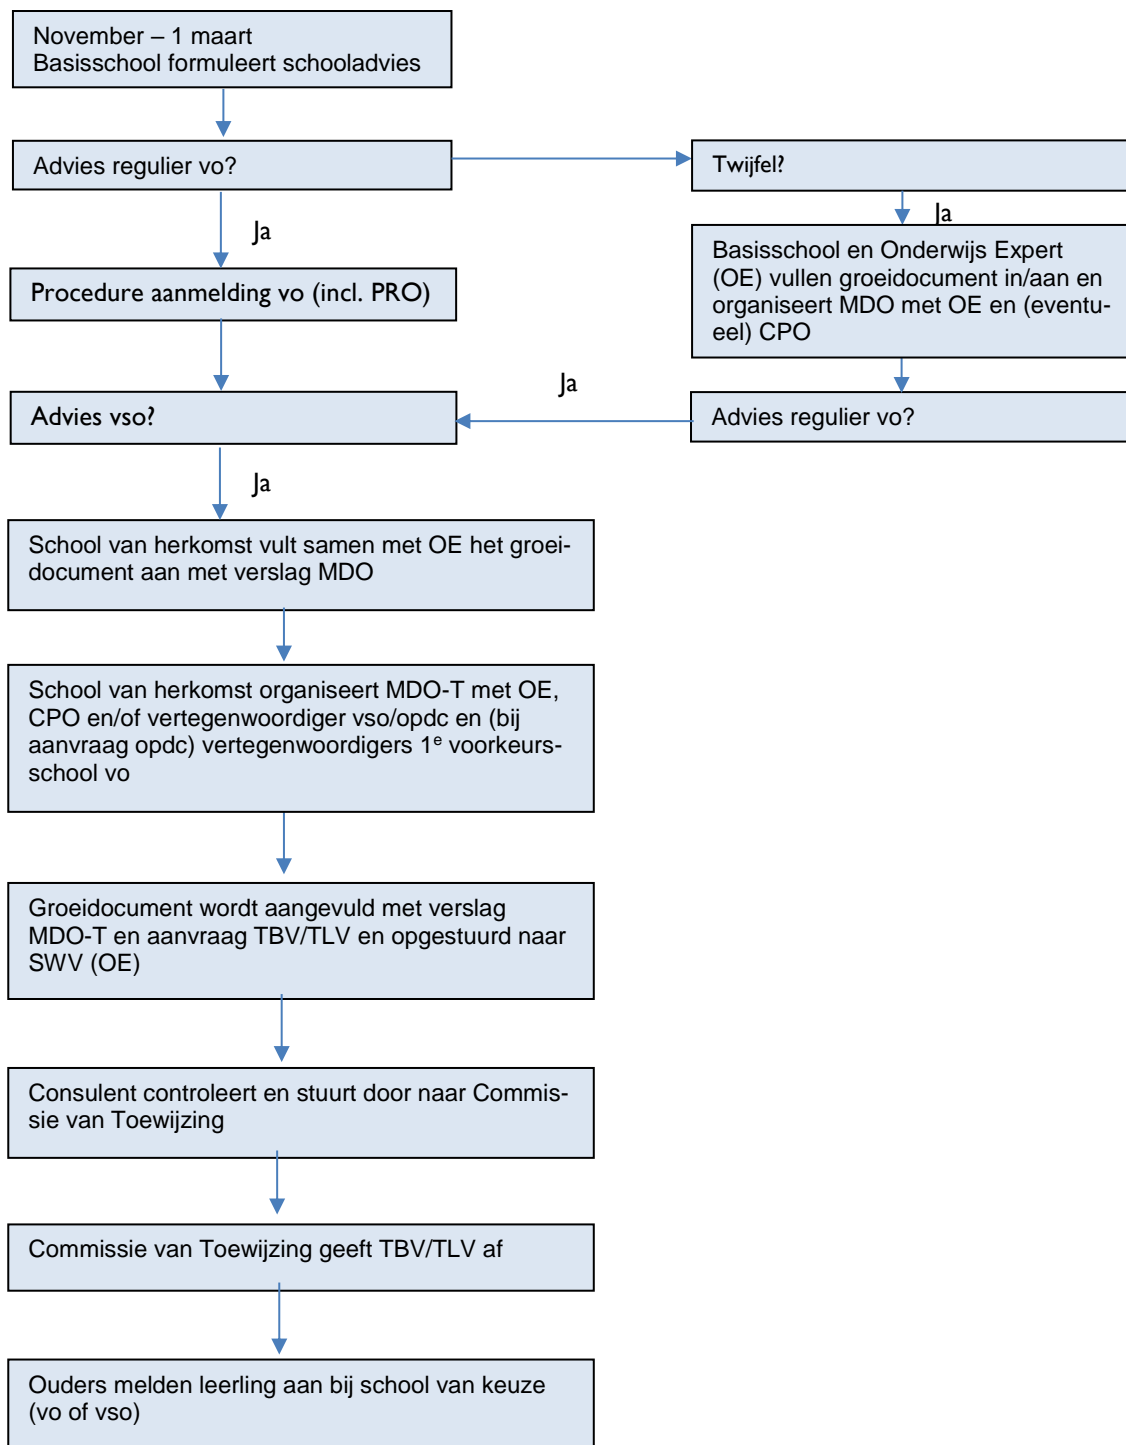 November – 1 maart
Basisschool formuleert schooladvies
Advies regulier vo?
Twijfel?
Ja
Ja
Basisschool en Onderwijs Expert
(OE) vullen groeidocument in/aan en
organiseert MDO met OE en (eventu-
eel) CPO
Procedure aanmelding vo (incl. PRO)
Ja
Advies vso?
Advies regulier vo?
Ja
School van herkomst vult samen met OE het groei-
document aan met verslag MDO
School van herkomst organiseert MDO-T met OE,
CPO en/of vertegenwoordiger vso/opdc en (bij
aanvraag opdc) vertegenwoordigers 1e voorkeurs-
school vo
Groeidocument wordt aangevuld met verslag
MDO-T en aanvraag TBV/TLV en opgestuurd naar
SWV (OE)
Consulent controleert en stuurt door naar Commis-
sie van Toewijzing
Commissie van Toewijzing geeft TBV/TLV af
Ouders melden leerling aan bij school van keuze
(vo of vso)